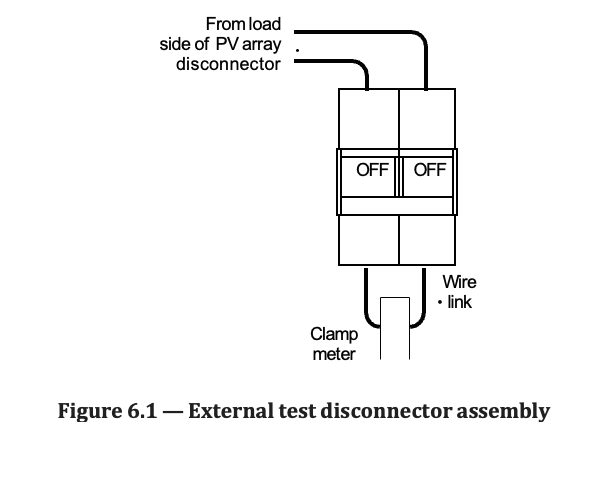 From load
side of PV array
disconnector
OFF OFF
Wire
link
Clamp
meter
Figure 6.1 — External test disconnector assembly